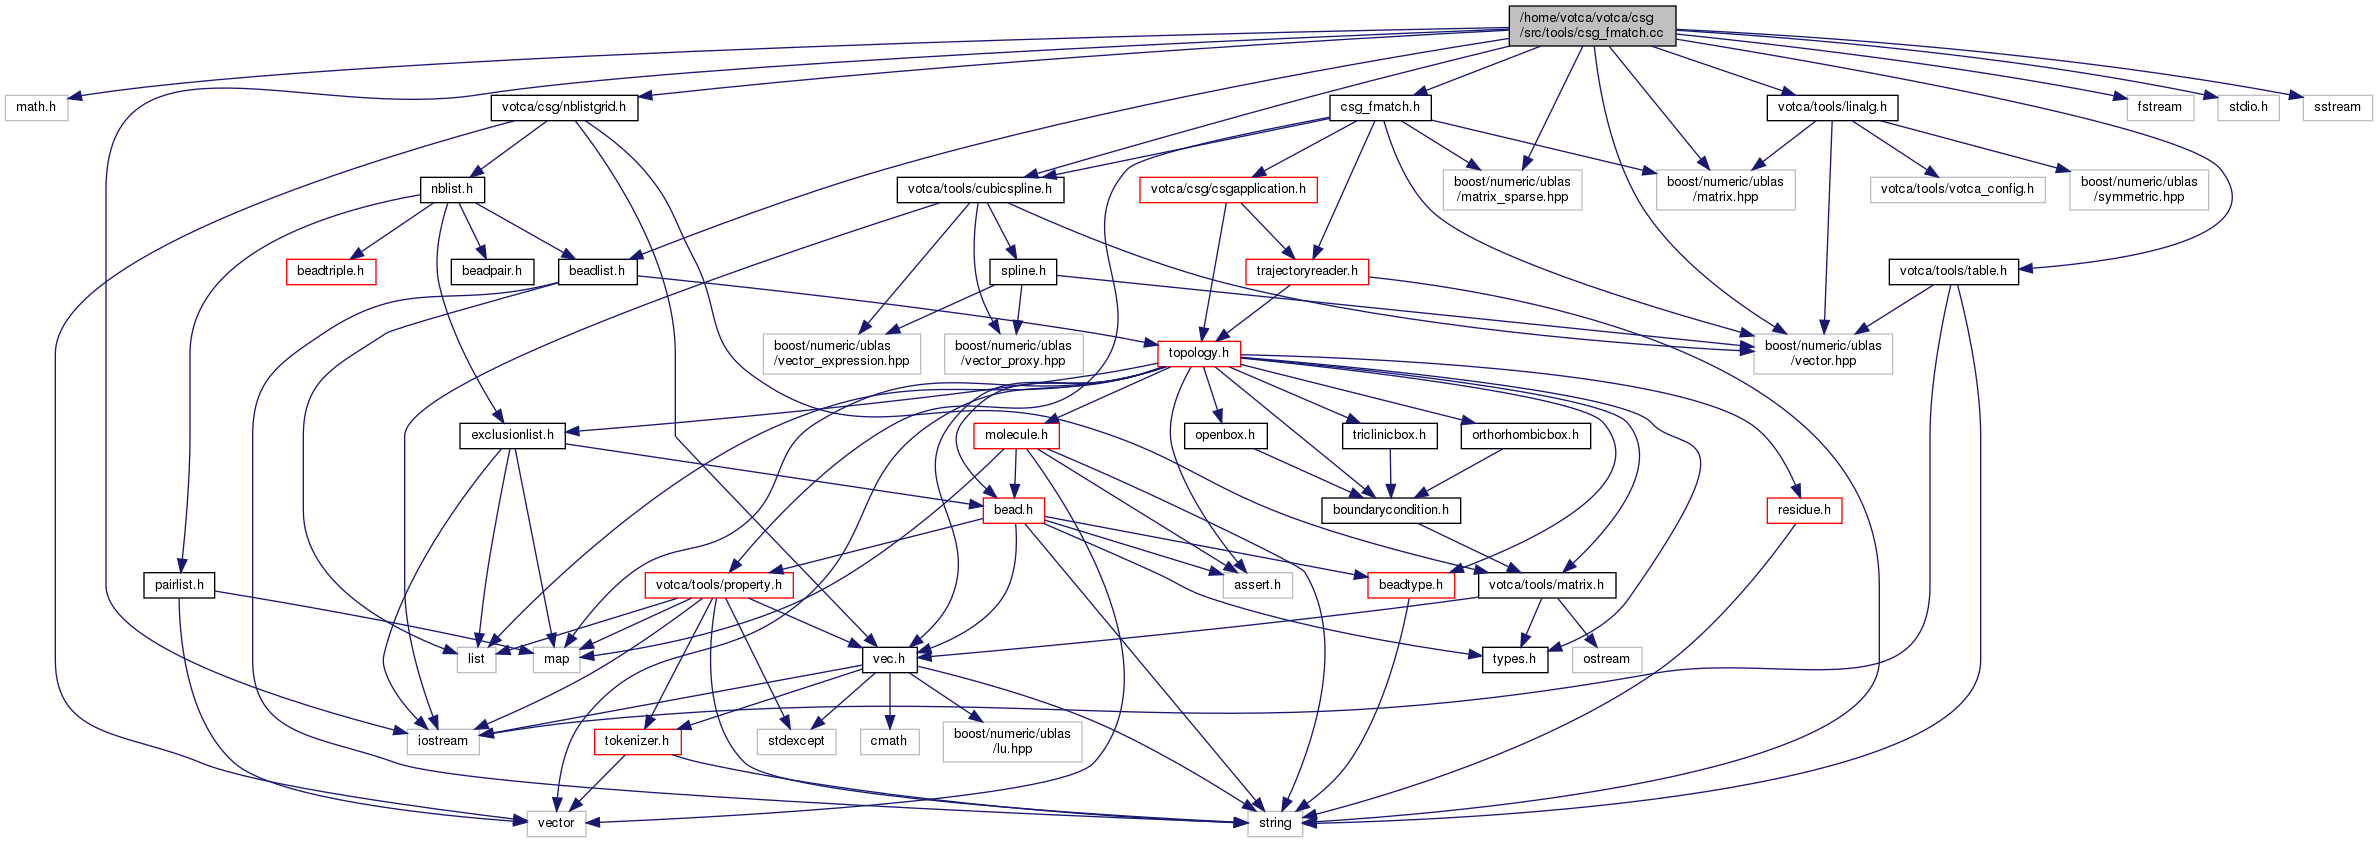 /home/votca/votca/csg
/src/tools/csg_fmatch.cc
math.h
votca/csg/nblistgrid.h
csg_fmatch.h
votca/tools/linalg.h
fstream
stdio.h
sstream
nblist.h
votca/tools/cubicspline.h
votca/csg/csgapplication.h
boost/numeric/ublas
/matrix_sparse.hpp
boost/numeric/ublas
/matrix.hpp
votca/tools/votca_config.h
boost/numeric/ublas
/symmetric.hpp
beadtriple.h
beadpair.h
beadlist.h
spline.h
trajectoryreader.h
votca/tools/table.h
boost/numeric/ublas
/vector_expression.hpp
boost/numeric/ublas
/vector_proxy.hpp
topology.h
boost/numeric/ublas
/vector.hpp
exclusionlist.h
molecule.h
openbox.h
triclinicbox.h
orthorhombicbox.h
bead.h
boundarycondition.h
residue.h
pairlist.h
votca/tools/property.h
assert.h
beadtype.h
votca/tools/matrix.h
list
map
vec.h
types.h
ostream
iostream
tokenizer.h
stdexcept
cmath
boost/numeric/ublas
/lu.hpp
vector
string